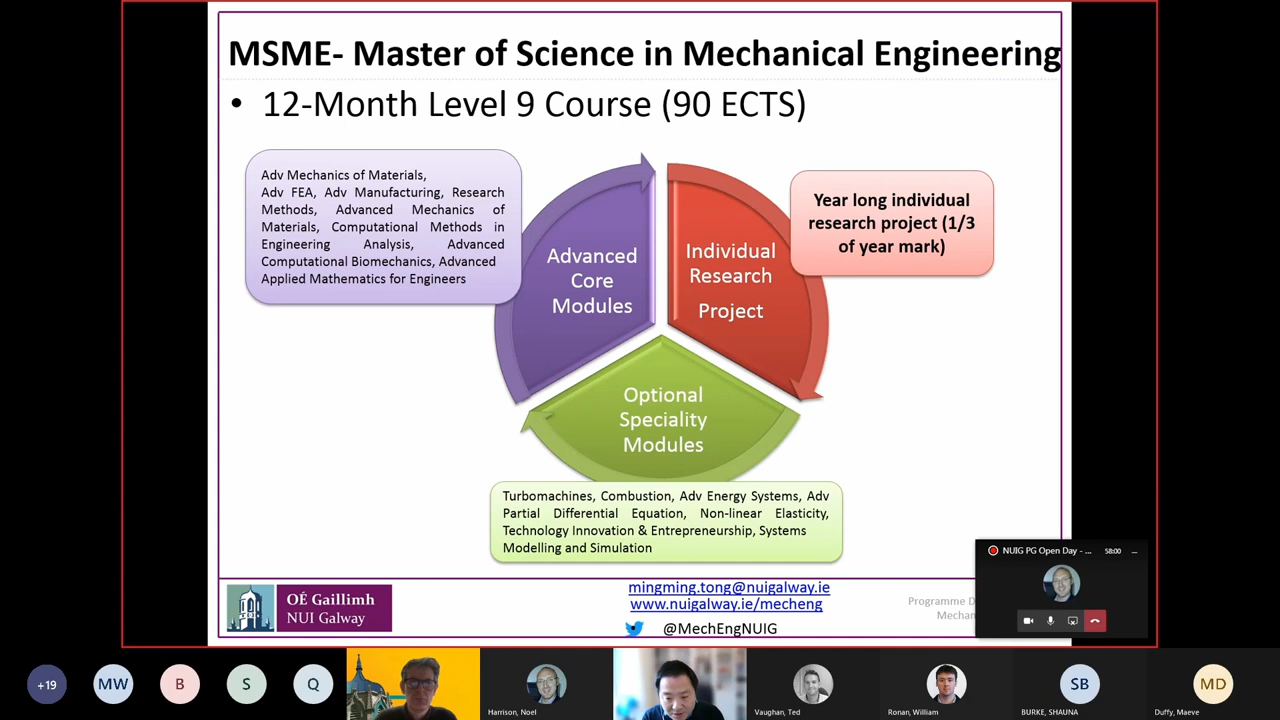 MSME- Master of Science in Mechanical Engineering
• 12-Month Level 9 Course (90 ECTS)
Adv Mechanics of Materials,
Adv FEA, Adv Manufacturing, Research
Methods, Advanced Mechanics of
Materials, Computational Methods in
Engineering Analysis, Advanced
Computational Biomechanics, Advanced
Applied Mathematics for Engineers
Advanced
Core
Modules
Individual
Research
Project
Year long individual
research project (1/3
of year mark)
Optional
Speciality
Modules
Turbomachines, Combustion, Adv Energy Systems, Adv
Partial Differential Equation, Non-linear Elasticity,
Technology Innovation & Entrepreneurship, Systems
Modelling and Simulation
OÉ Gaillimh
NUI Galway
mingming.tong@nuigalway.ie
www.nuigalway.ie/mecheng
@MechEngNUIG
Programme D
Mechan
NUIG PG Open Day - ... 58:00
+19
MW
B
S
Q
Harrison, Noel
Vaughan, Ted
Ronan, William
SB
BURKE, SHAUNA
MD
Duffy, Maeve